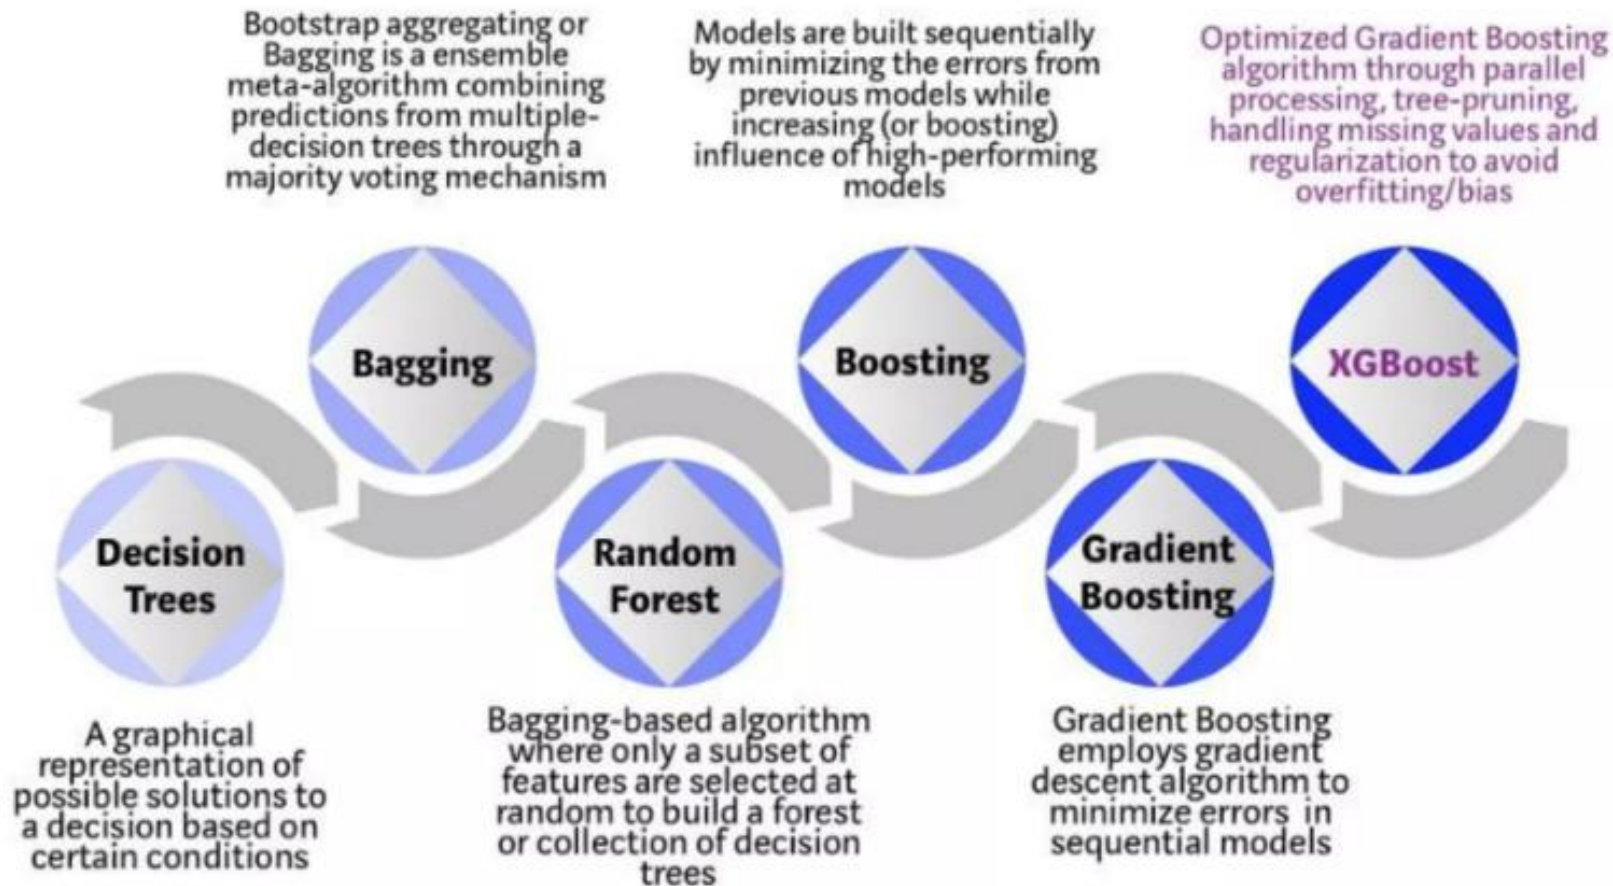 Bootstrap aggregating or
Bagging is a ensemble
meta-algorithm combining
predictions from multiple-
decision trees through a
majority voting mechanism
Models are built sequentially
by minimizing the errors from
previous models while
increasing (or boosting)
influence of high-performing
models
Optimized Gradient Boosting
algorithm through parallel
processing, tree-pruning,
handling missing values and
regularization to avoid
overfitting/bias
Bagging
Boosting
XGBoost
Decision
Trees
Random
Forest
Gradient
Boosting
A graphical
representation of
possible solutions to
a decision based on
certain conditions
Bagging-based algorithm
where only a subset of
features are selected at
random to build a forest
or collection of decision
trees
Gradient Boosting
employs gradient
descent algorithm to
minimize errors in
sequential models